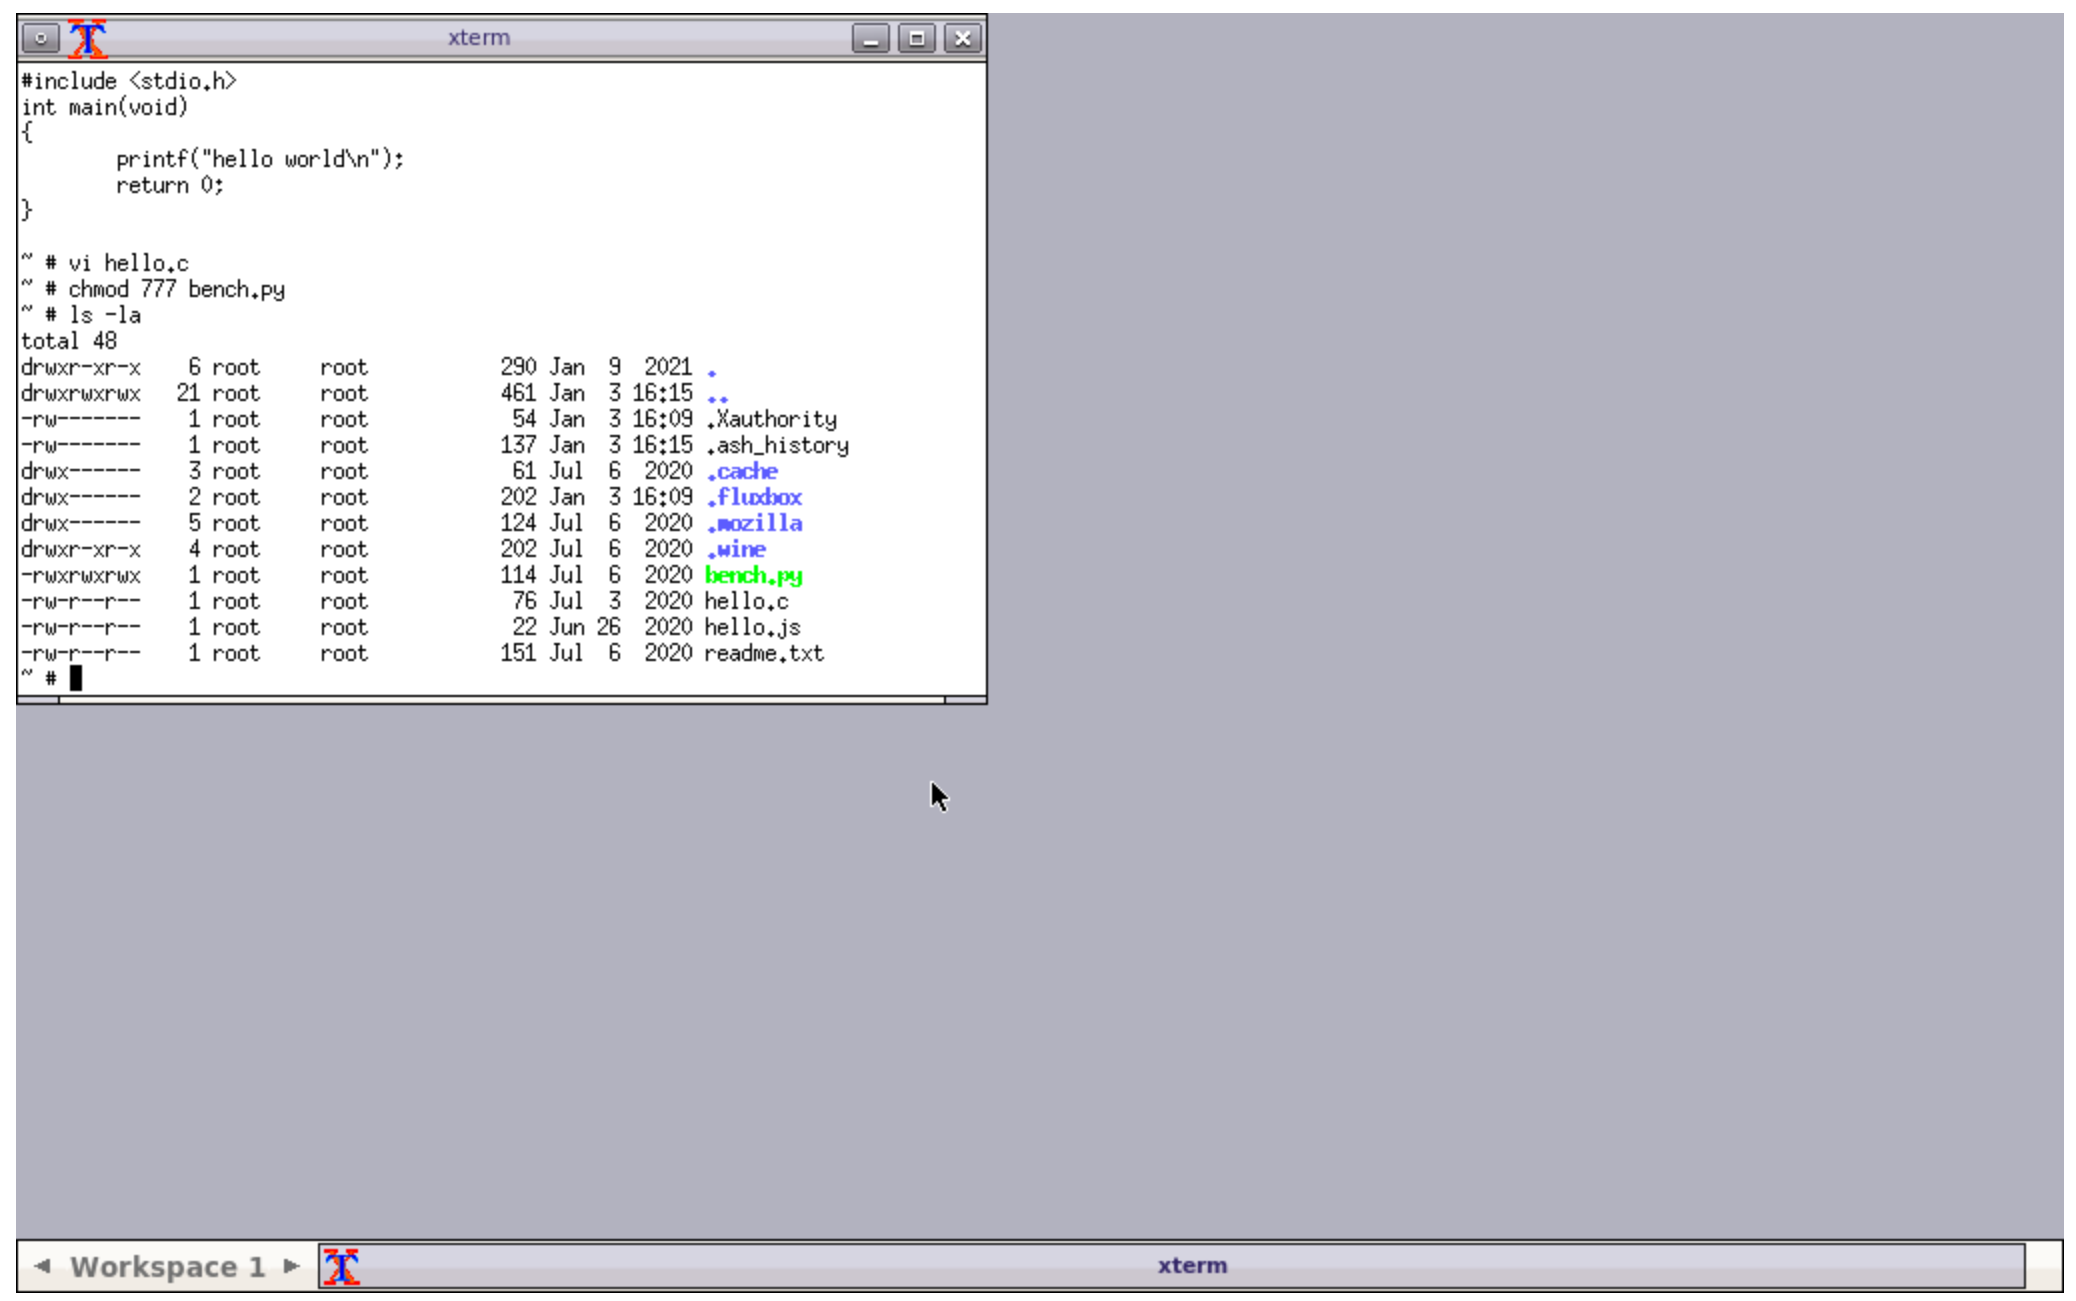 xterm
#include <stdio.h>
int main(void)
{
        printf("hello world\n");
        return 0;
}
~ # vi hello.c
~ # chmod 777 bench.py
~ # ls -la
total 48
drwxr-xr-x    6 root     root           290 Jan  9  2021 .
drwxrwxrwx   21 root     root           461 Jan  3 16:15 ..
-rw-------    1 root     root            54 Jan  3 16:09 .Xauthority
-rw-------    1 root     root           137 Jan  3 16:15 .ash_history
drwx------    3 root     root            61 Jul  6  2020 .cache
drwx------    2 root     root           202 Jan  3 16:09 .fluxbox
drwx------    5 root     root           124 Jul  6  2020 .mozilla
drwxr-xr-x    4 root     root           202 Jul  6  2020 .wine
-rwxrwxrwx    1 root     root           114 Jul  6  2020 bench.py
-rw-r--r--    1 root     root            76 Jul  3  2020 hello.c
-rw-r--r--    1 root     root            22 Jun 26  2020 hello.js
-rw-r--r--    1 root     root           151 Jul  6  2020 readme.txt
~ #
Workspace 1 xterm